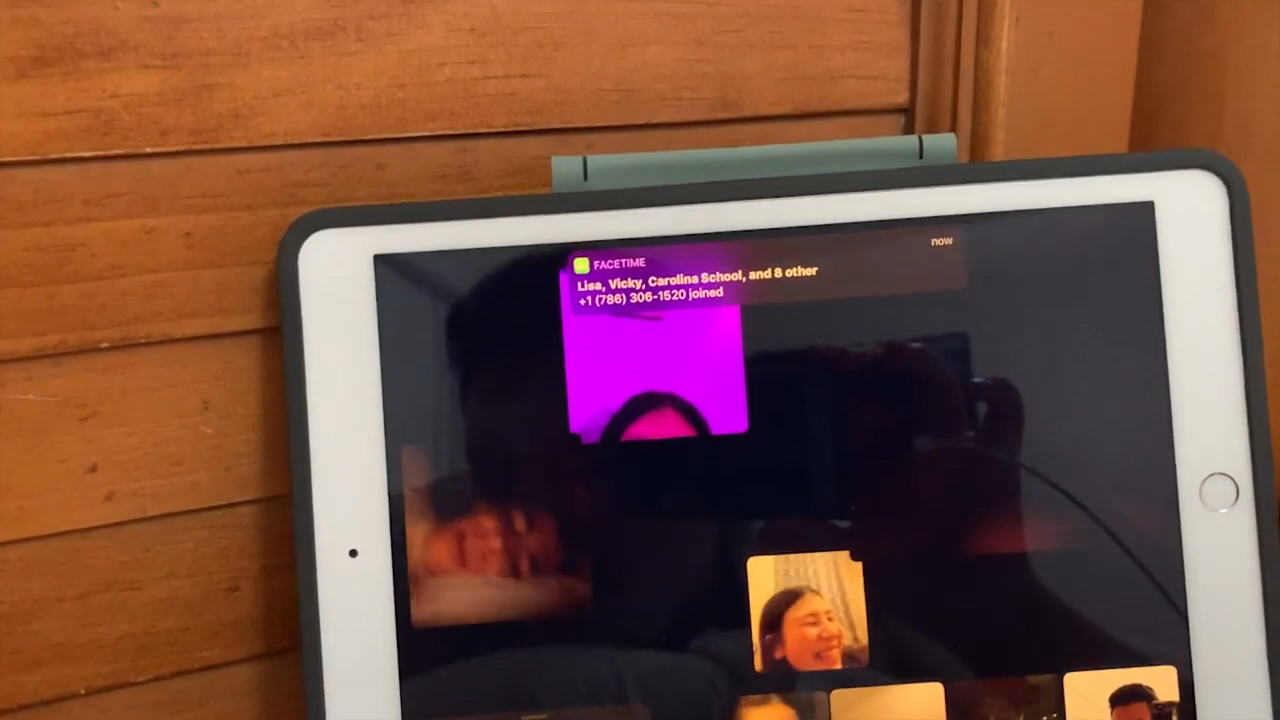 FACETIME
now
Lisa, Vicky, Carolina School, and 8 other
+1 (786) 306-1520 joined